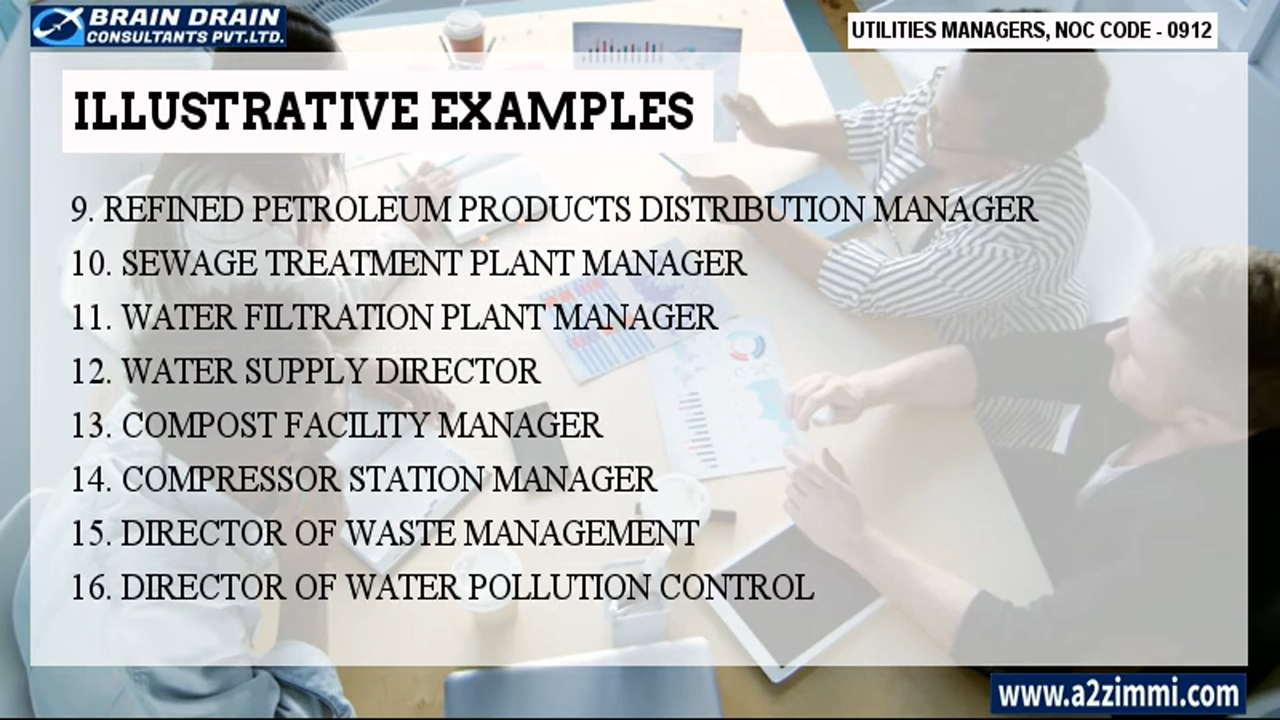 BRAIN DRAIN
CONSULTANTS PVT.LTD.
UTILITIES MANAGERS, NOC CODE - 0912
ILLUSTRATIVE EXAMPLES
9. REFINED PETROLEUM PRODUCTS DISTRIBUTION MANAGER
10. SEWAGE TREATMENT PLANT MANAGER
11. WATER FILTRATION PLANT MANAGER
12. WATER SUPPLY DIRECTOR
13. COMPOST FACILITY MANAGER
14. COMPRESSOR STATION MANAGER
15. DIRECTOR OF WASTE MANAGEMENT
16. DIRECTOR OF WATER POLLUTION CONTROL
www.a2zimmi.com